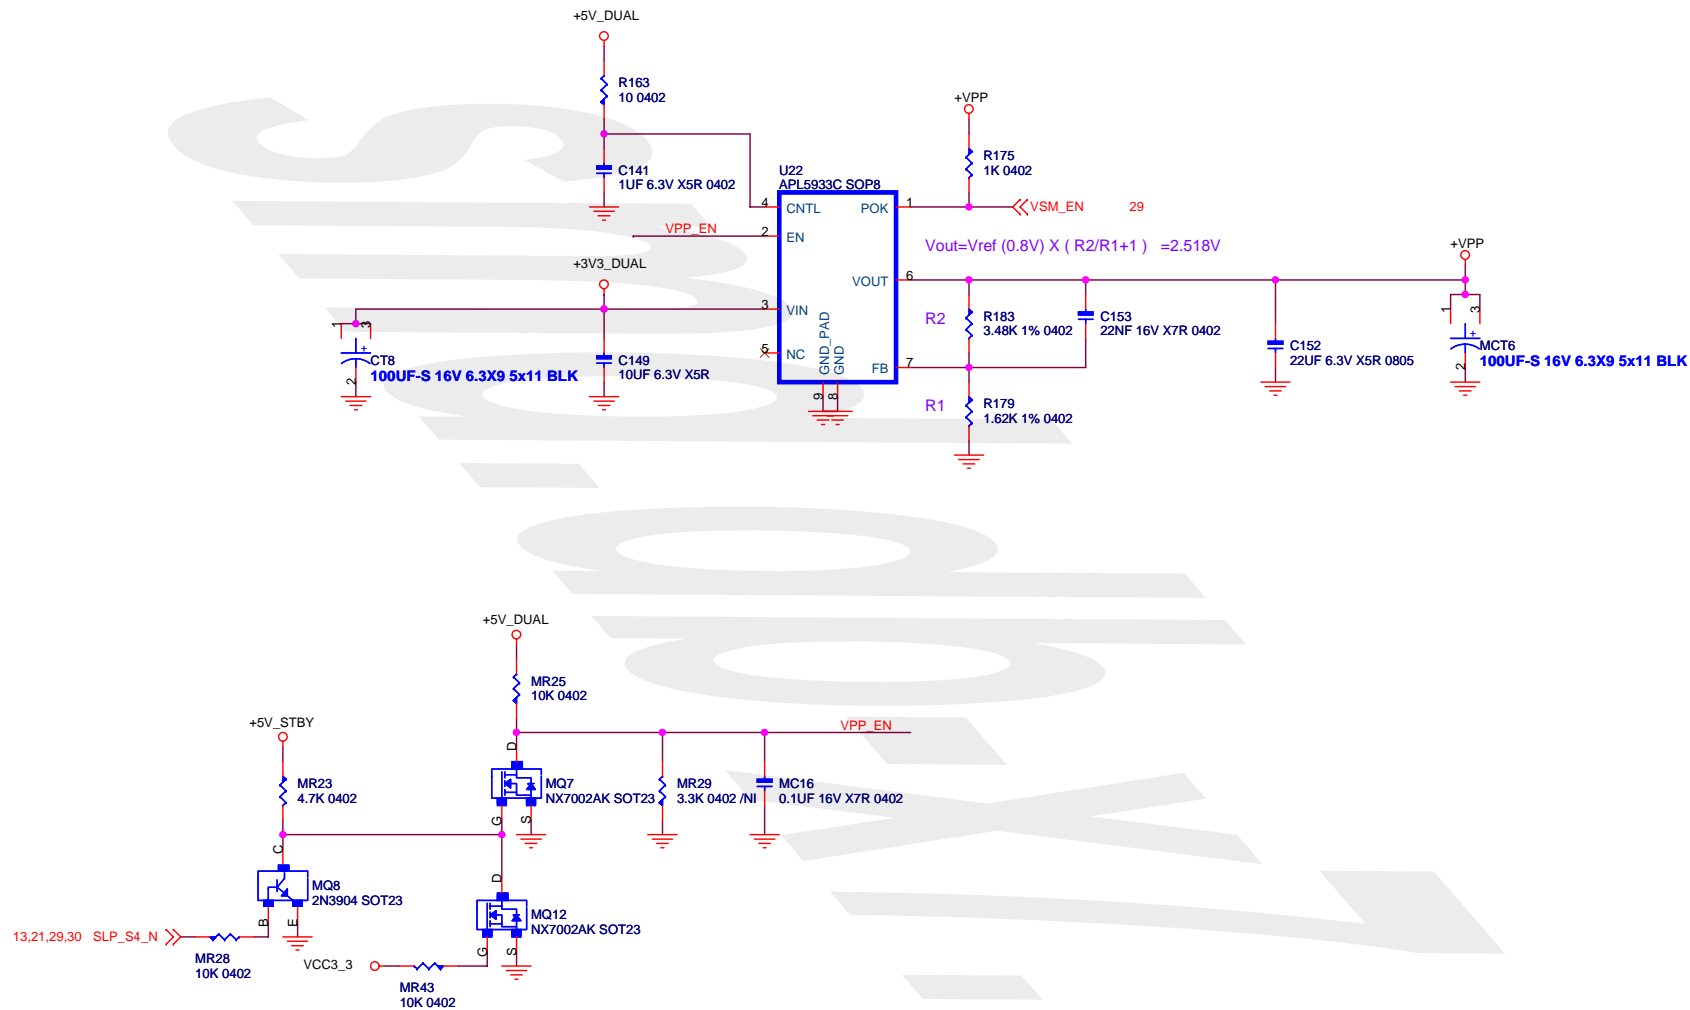 +5V_DUAL
R163
10 0402
C141
1UF 6.3V X5R 0402
+VPP
R175
1K 0402
U22
APL5933C SOP8
4
CNTL
POK
1
VSM_EN
29
VPP_EN
2
EN
Vout=Vref (0.8V) X ( R2/R1+1 ) =2.518V
+3V3_DUAL
+VPP
VOUT
6
3
VIN
1
3
CT8
100UF-S 16V 6.3X9 5x11 BLK
2
C149
10UF 6.3V X5R
5
NC
GND_PAD
GND
9
8
FB
7
R2
R183
3.48K 1% 0402
C153
22NF 16V X7R 0402
C152
22UF 6.3V X5R 0805
1
3
MCT6
100UF-S 16V 6.3X9 5x11 BLK
2
R1
R179
1.62K 1% 0402
+5V_DUAL
MR25
10K 0402
VPP_EN
+5V_STBY
MR23
4.7K 0402
D
MQ7
NX7002AK SOT23
G
S
MR29
3.3K 0402 /NI
MC16
0.1UF 16V X7R 0402
C
MQ8
2N3904 SOT23
B
E
D
MQ12
NX7002AK SOT23
G
S
13,21,29,30 SLP_S4_N
MR28
10K 0402
VCC3_3
MR43
10K 0402